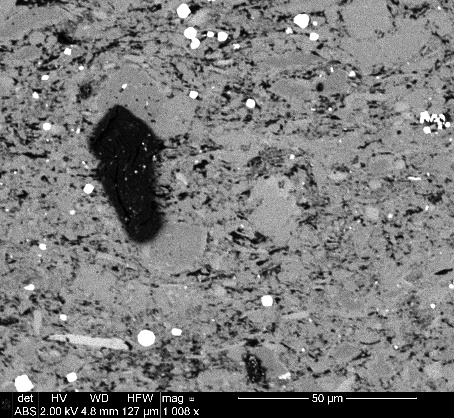 det HV WD HFW mag 50 µm
ABS 2.00 kV 4.8 mm 127 µm 1 008 x